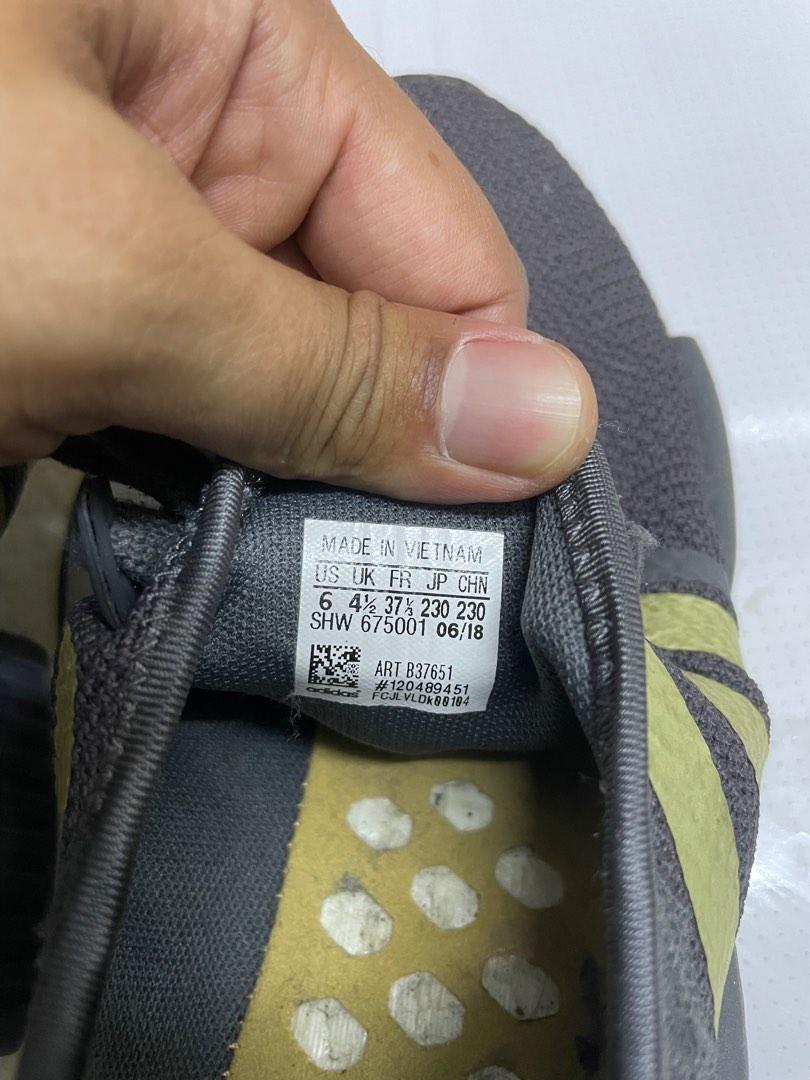 MADE IN VIETNAM
US UK FR JP CHN
6 4½ 37⅓ 230 230
SHW 675001 06/18
ART B37651
#120489451
adidas FCJLVLDk00104